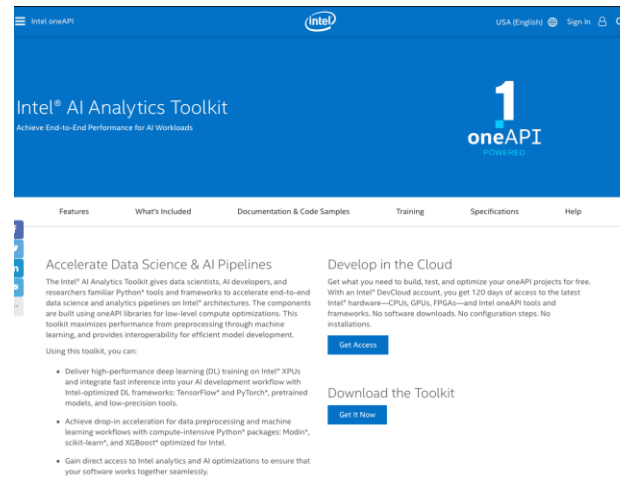 Intel oneAPI
intel
USA (English)
Sign In
Intel® AI Analytics Toolkit
Achieve End-to-End Performance for AI Workloads
1
oneAPI
POWERED
Features
What's Included
Documentation & Code Samples
Training
Specifications
Help
Accelerate Data Science & AI Pipelines
The Intel® AI Analytics Toolkit gives data scientists, AI developers, and
researchers familiar Python* tools and frameworks to accelerate end-to-end
data science and analytics pipelines on Intel® architectures. The components
are built using oneAPI libraries for low-level compute optimizations. This
toolkit maximizes performance from preprocessing through machine
learning, and provides interoperability for efficient model development.
Using this toolkit, you can:
• Deliver high-performance deep learning (DL) training on Intel® XPUs
and integrate fast inference into your AI development workflow with
Intel-optimized DL frameworks: TensorFlow* and PyTorch*, pretrained
models, and low-precision tools.
• Achieve drop-in acceleration for data preprocessing and machine
learning workflows with compute-intensive Python* packages: Modin*,
scikit-learn*, and XGBoost* optimized for Intel.
• Gain direct access to Intel analytics and AI optimizations to ensure that
your software works together seamlessly.
Develop in the Cloud
Get what you need to build, test, and optimize your oneAPI projects for free.
With an Intel® DevCloud account, you get 120 days of access to the latest
Intel® hardware—CPUs, GPUs, FPGAs—and Intel oneAPI tools and
frameworks. No software downloads. No configuration steps. No
installations.
Get Access
Download the Toolkit
Get It Now